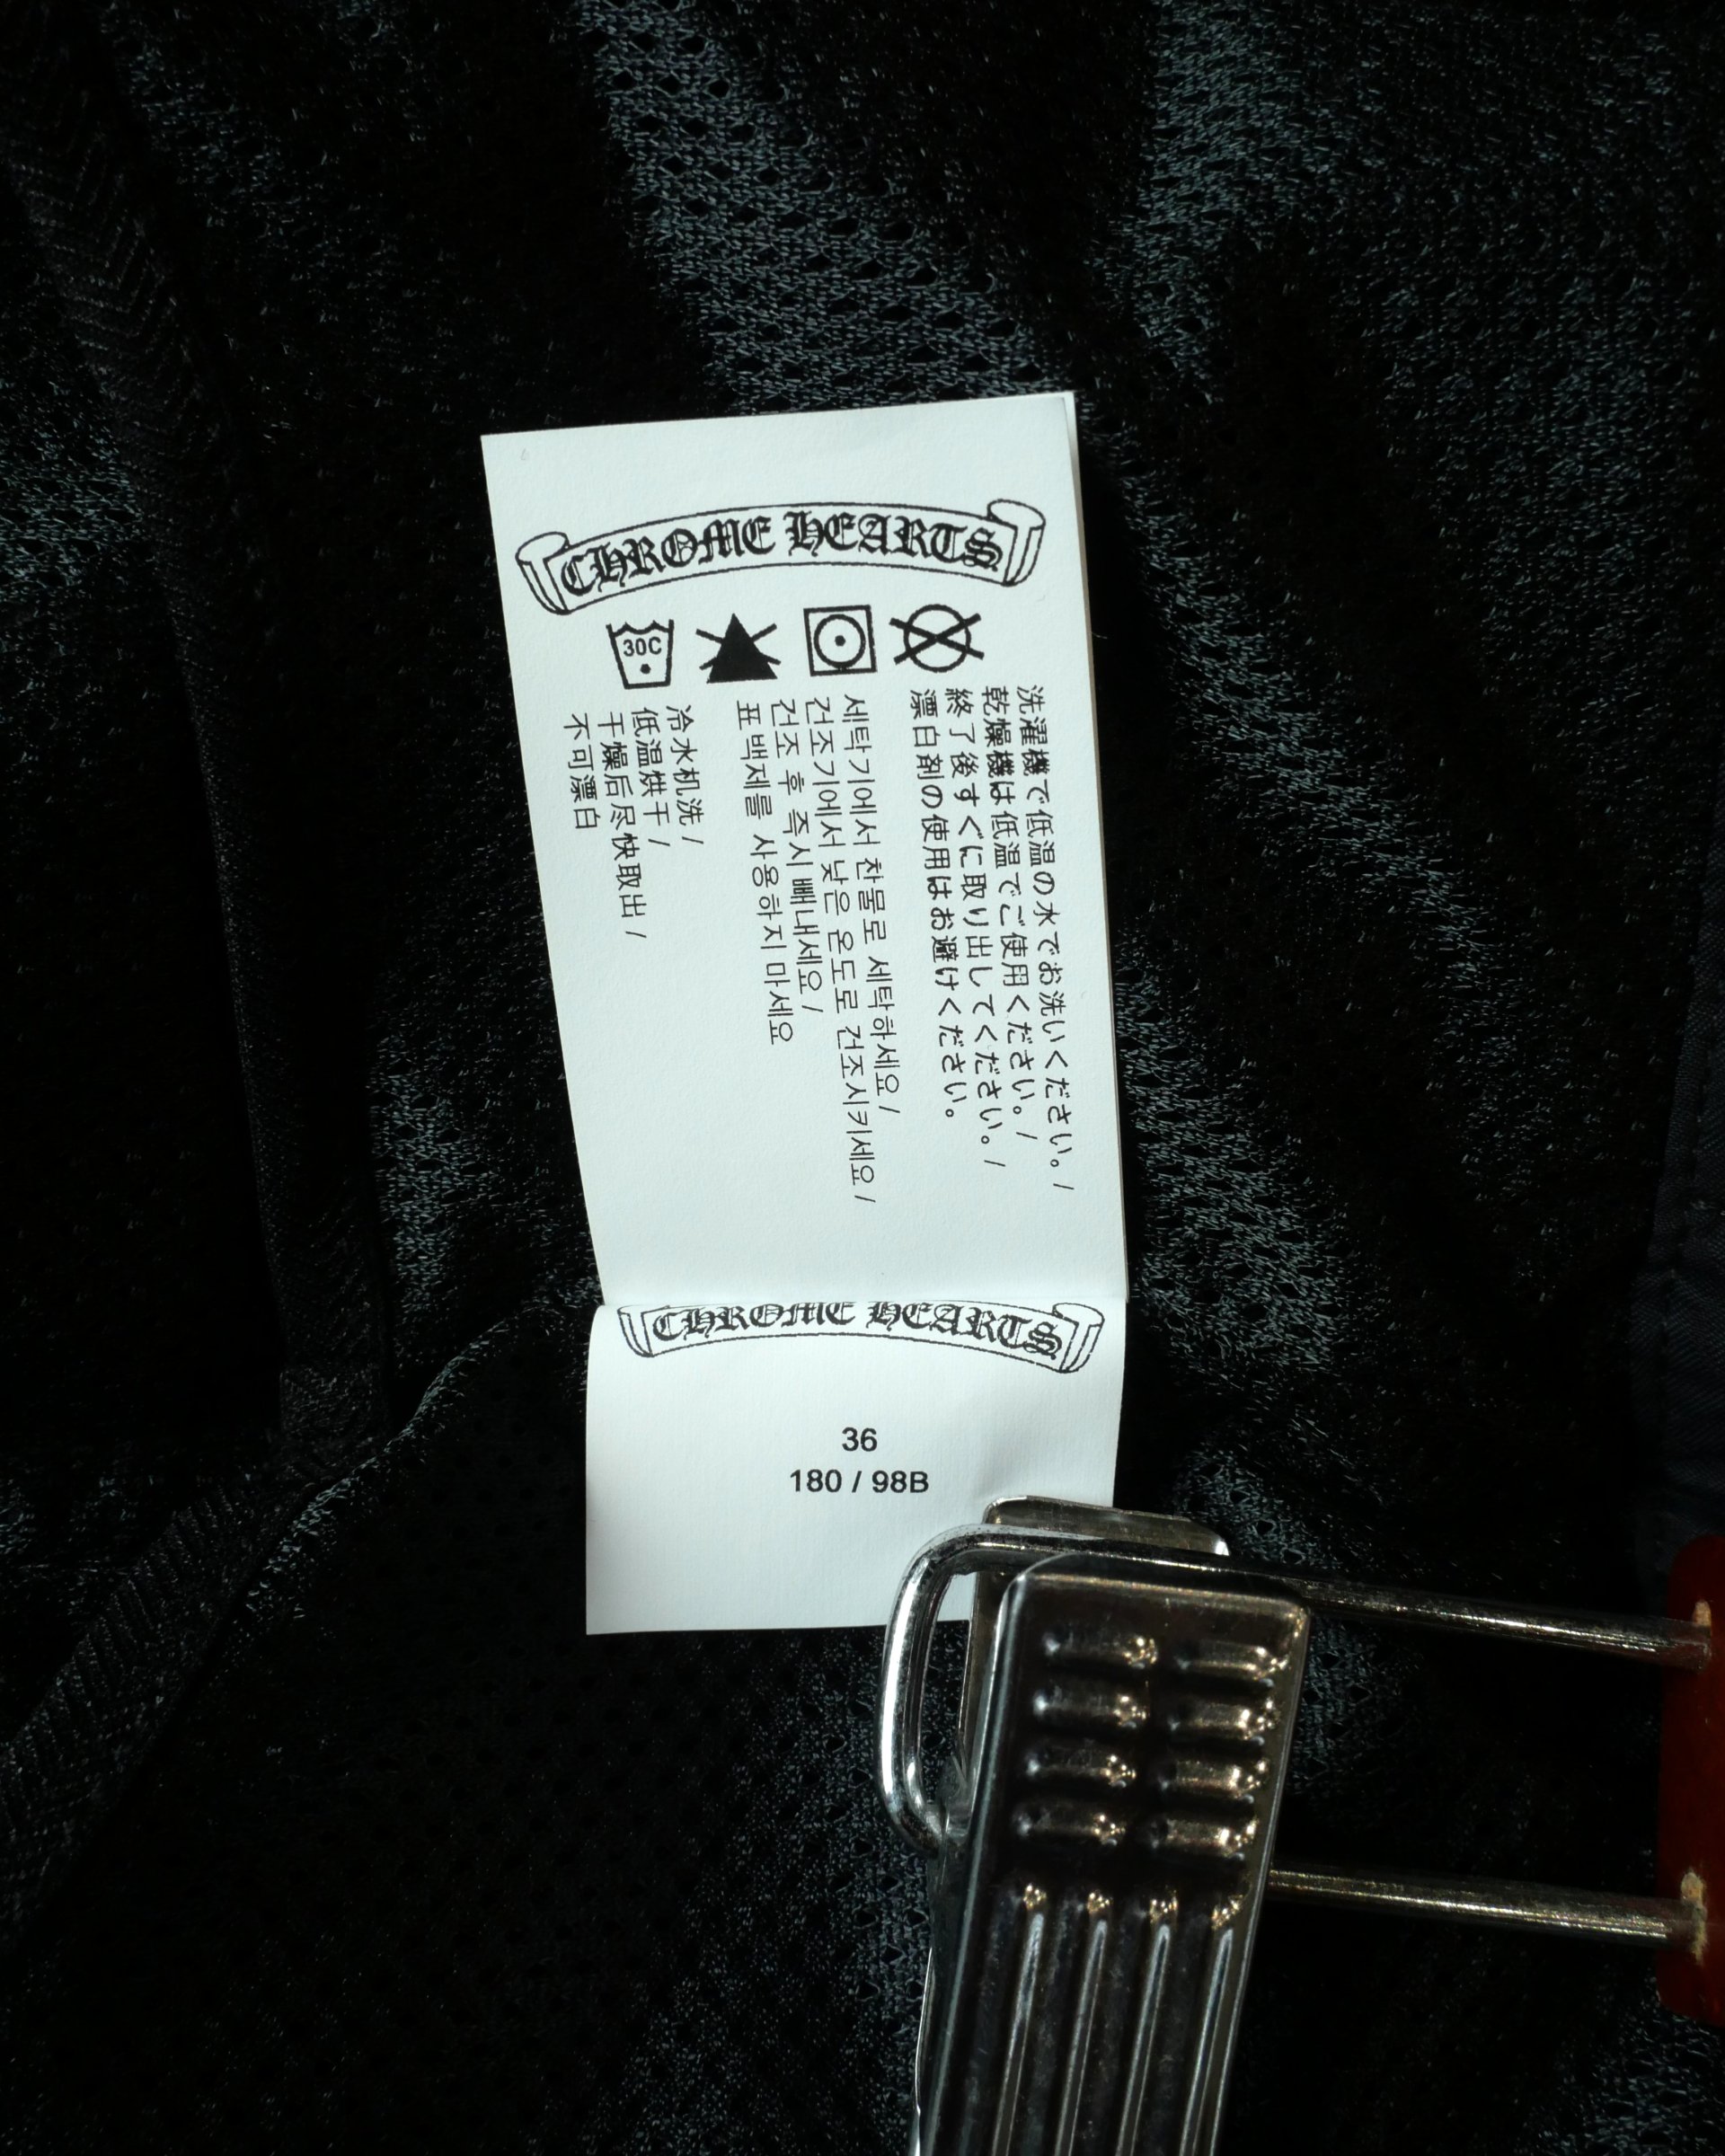 CHROME HEARTS
30C
洗濯機で低温の水でお洗いください。/
乾燥機は低温でご使用ください。/
終了後すぐに取り出してください。/
漂白剤の使用はお避けください。
세탁기에서 찬물로 세탁하세요 /
건조기에서 낮은 온도로 건조시키세요 /
건조 후 즉시 빼내세요 /
표백제를 사용하지 마세요
冷水机洗 /
低温烘干 /
干燥后尽快取出 /
不可漂白
CHROME HEARTS
36
180 / 98B